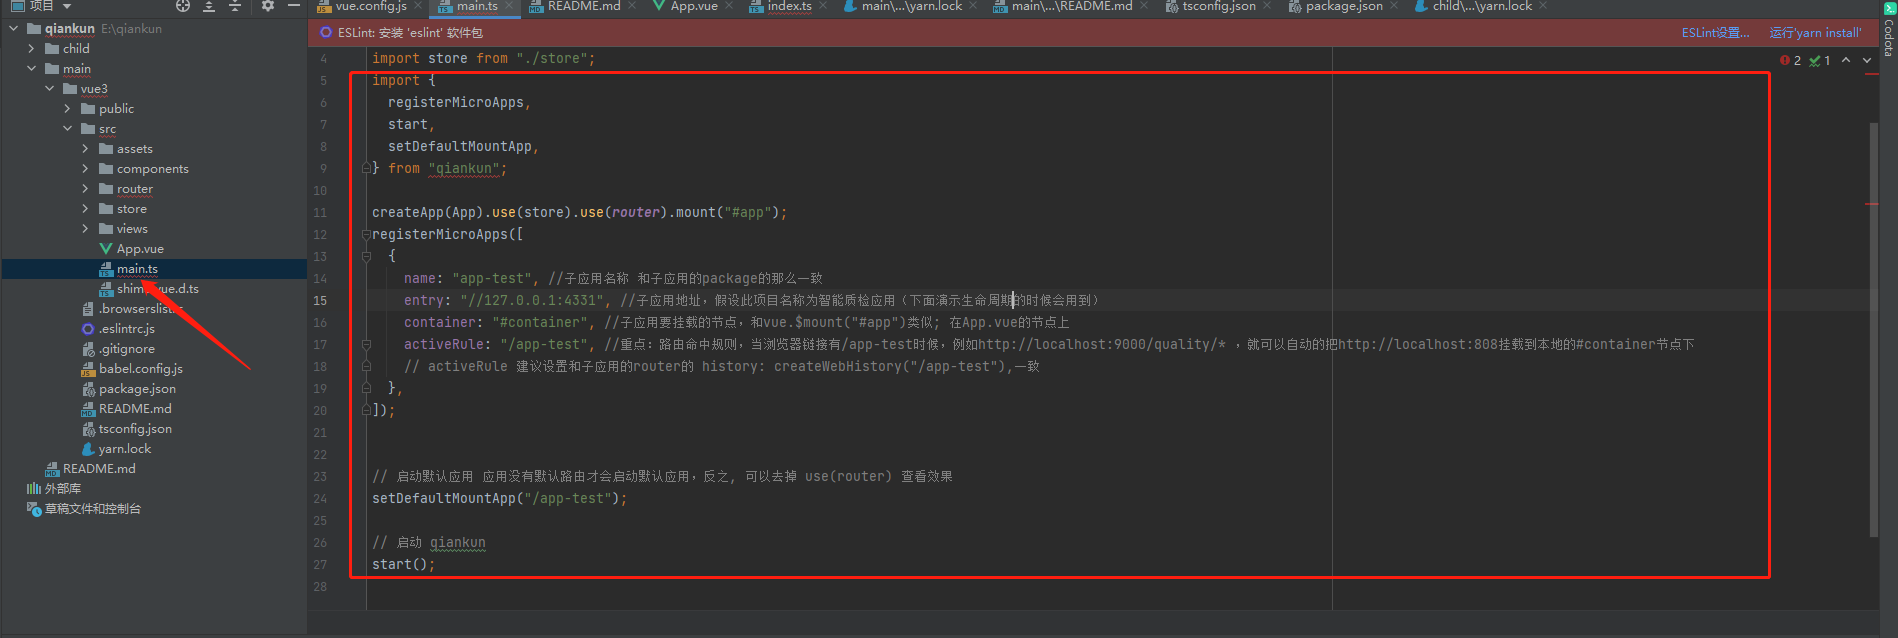 项目
vue.config.js
main.ts
README.md
App.vue
index.ts
main\...\yarn.lock
main\...\README.md
tsconfig.json
package.json
child\...\yarn.lock
qiankun E:\qiankun
child
main
vue3
public
src
assets
components
router
store
views
App.vue
main.ts
.d.ts
.eslintrc.js
.gitignore
babel.config.js
package.json
README.md
tsconfig.json
yarn.lock
README.md
外部库
草稿文件和控制台
ESLint: 安装 'eslint' 软件包
ESLint设置...
运行'yarn install'
2 1
Codota
4 import store from "./store";
5 import {
6 registerMicroApps,
7 start,
8 setDefaultMountApp,
9 } from "qiankun";
10
11 createApp(App).use(store).use(router).mount("#app");
12 registerMicroApps([
13 {
14 name: "app-test", //子应用名称 和子应用的package的那么一致
15 entry: "//127.0.0.1:4331", //子应用地址，假设此项目名称为智能质检应用（下面演示生命周期的时候会用到）
16 container: "#container", //子应用要挂载的节点，和vue.$mount("#app")类似; 在App.vue的节点上
17 activeRule: "/app-test", //重点：路由命中规则，当浏览器链接有/app-test时候，例如http://localhost:9000/quality/* ，就可以自动的把http://localhost:808挂载到本地的#container节点下
18 // activeRule 建议设置和子应用的router的 history: createWebHistory("/app-test"),一致
19 },
20 ]);
21
22
23 // 启动默认应用 应用没有默认路由才会启动默认应用，反之, 可以去掉 use(router) 查看效果
24 setDefaultMountApp("/app-test");
25
26 // 启动 qiankun
27 start();
28